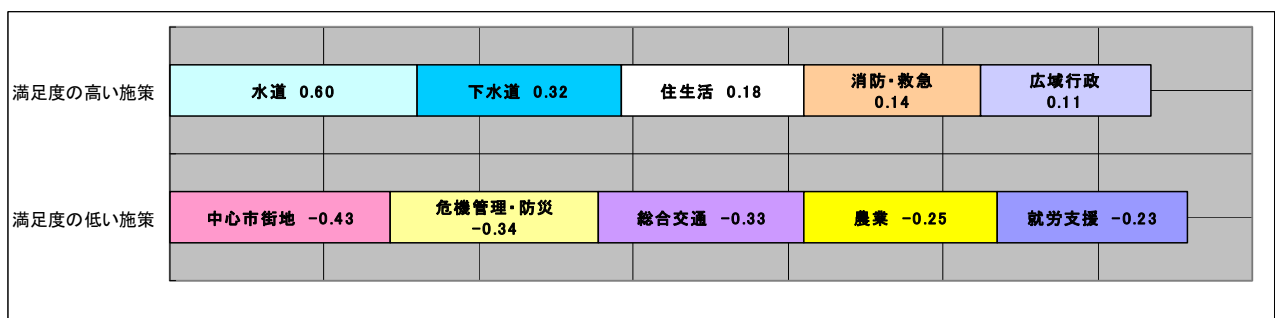 満足度の高い施策
水道 0.60
下水道 0.32
住生活 0.18
消防・救急
0.14
広域行政
0.11
満足度の低い施策
中心市街地 -0.43
危機管理・防災
-0.34
総合交通 -0.33
農業 -0.25
就労支援 -0.23